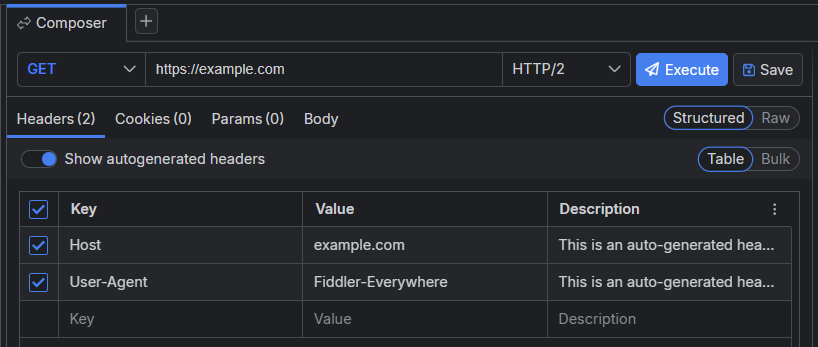 Composer +
GET https://example.com HTTP/2 Execute Save
Headers (2) Cookies (0) Params (0) Body Structured Raw
Show autogenerated headers Table Bulk
Key Value Description
Host example.com This is an auto-generated hea...
User-Agent Fiddler-Everywhere This is an auto-generated hea...
Key Value Description